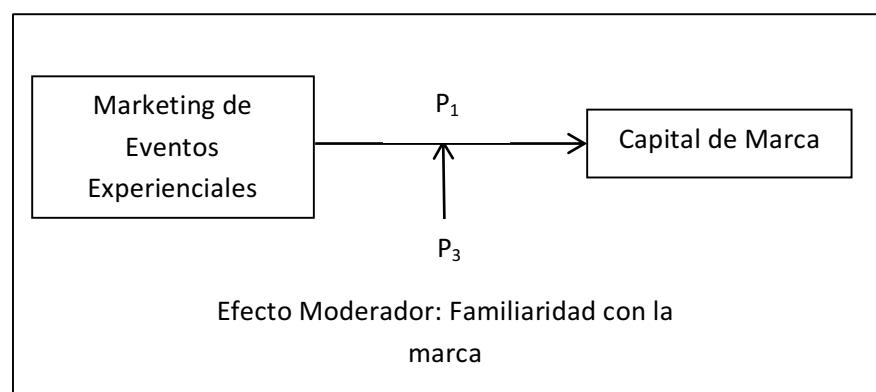 Marketing de
Eventos
Experienciales
P₁
Capital de Marca
P₃
Efecto Moderador: Familiaridad con la
marca